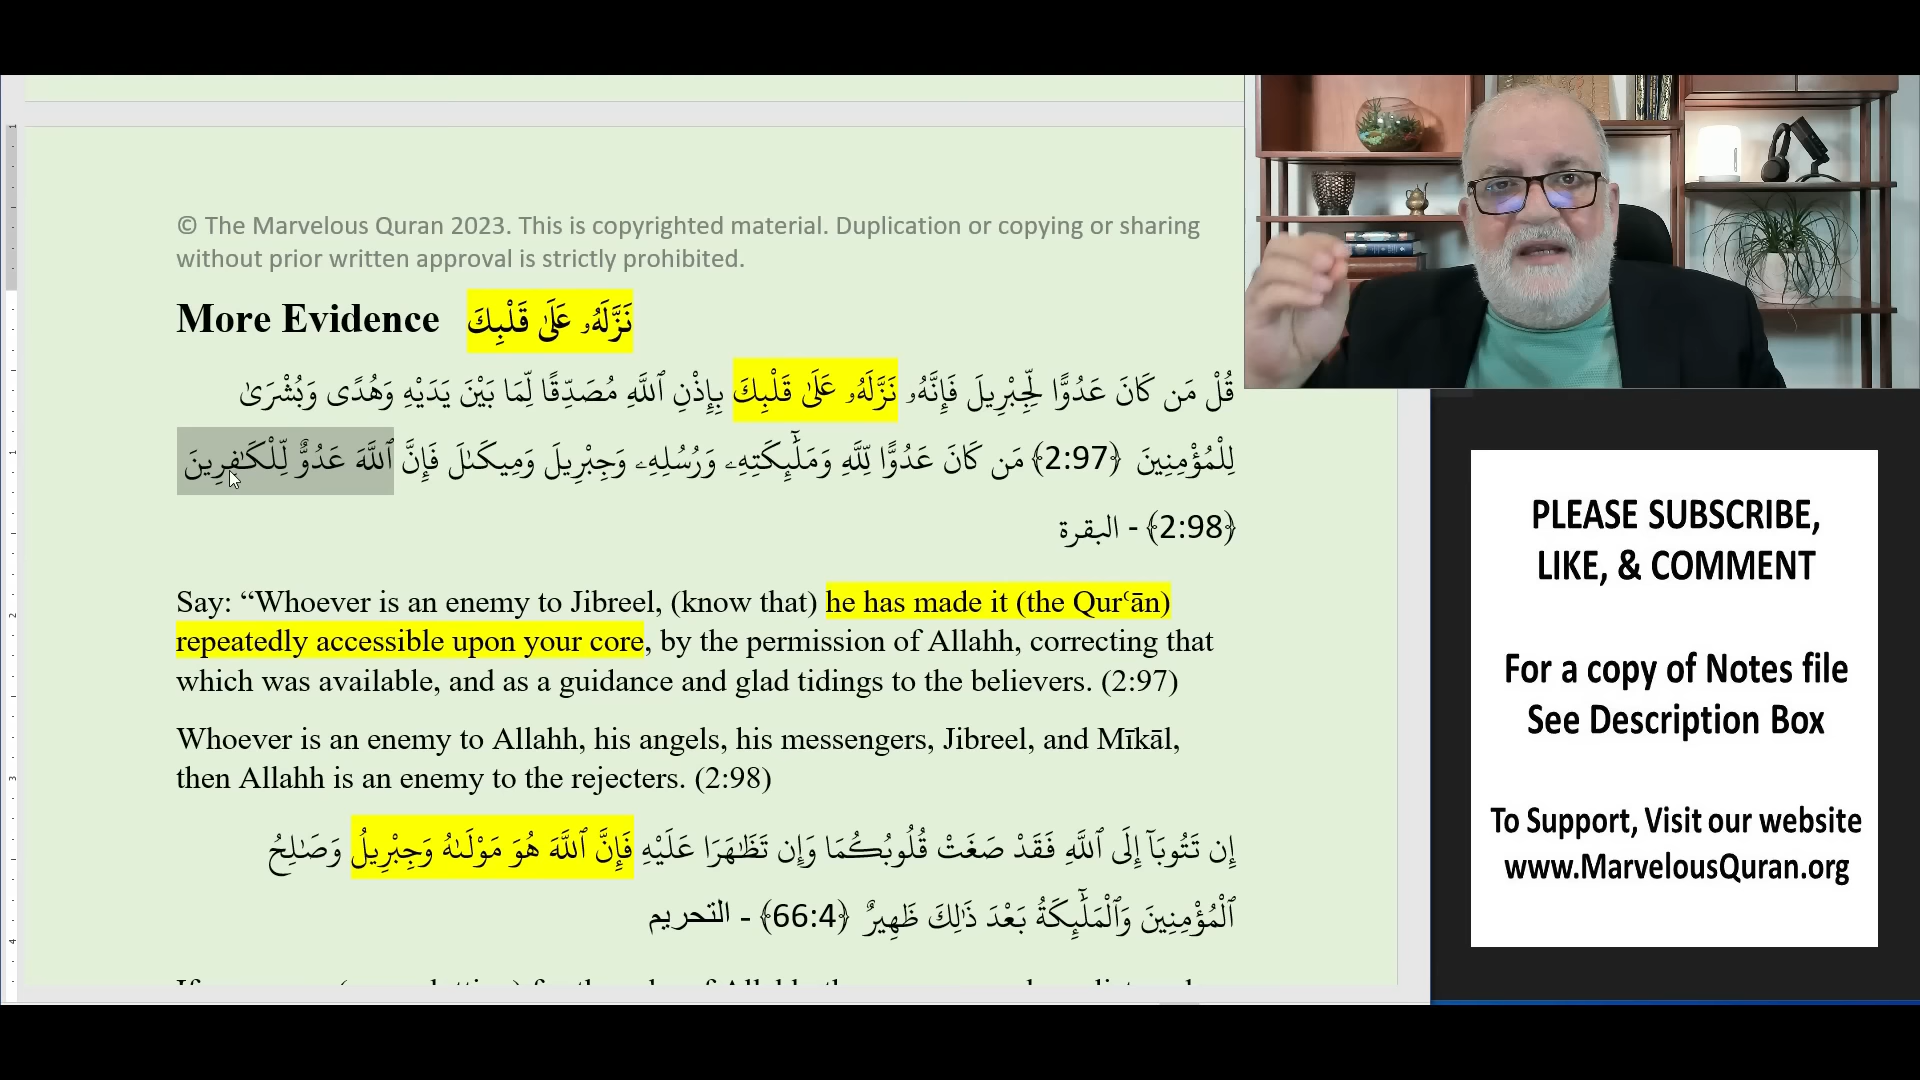 © The Marvelous Quran 2023. This is copyrighted material. Duplication or copying or sharing
without prior written approval is strictly prohibited.
More Evidence نَزَّلَهُۥ عَلَىٰ قَلْبِكَ
قُلْ مَن كَانَ عَدُوًّا لِّجِبْرِيلَ فَإِنَّهُۥ نَزَّلَهُۥ عَلَىٰ قَلْبِكَ بِإِذْنِ ٱللَّهِ مُصَدِّقًا لِّمَا بَيْنَ يَدَيْهِ وَهُدًى وَبُشْرَىٰ
لِلْمُؤْمِنِينَ ﴿2:97﴾ مَن كَانَ عَدُوًّا لِّلَّهِ وَمَلَٰٓئِكَتِهِۦ وَرُسُلِهِۦ وَجِبْرِيلَ وَمِيكَىٰلَ فَإِنَّ ٱللَّهَ عَدُوٌّ لِّلْكَٰفِرِينَ
﴿2:98﴾ - البقرة
Say: “Whoever is an enemy to Jibreel, (know that) he has made it (the Qurʿān)
repeatedly accessible upon your core, by the permission of Allahh, correcting that
which was available, and as a guidance and glad tidings to the believers. (2:97)
Whoever is an enemy to Allahh, his angels, his messengers, Jibreel, and Mīkāl,
then Allahh is an enemy to the rejecters. (2:98)
إِن تَتُوبَآ إِلَى ٱللَّهِ فَقَدْ صَغَتْ قُلُوبُكُمَا وَإِن تَظَٰهَرَا عَلَيْهِ فَإِنَّ ٱللَّهَ هُوَ مَوْلَىٰهُ وَجِبْرِيلُ وَصَٰلِحُ
ٱلْمُؤْمِنِينَ وَٱلْمَلَٰٓئِكَةُ بَعْدَ ذَٰلِكَ ظَهِيرٌ ﴿66:4﴾ - التحريم
PLEASE SUBSCRIBE,
LIKE, & COMMENT
For a copy of Notes file
See Description Box
To Support, Visit our website
www.MarvelousQuran.org